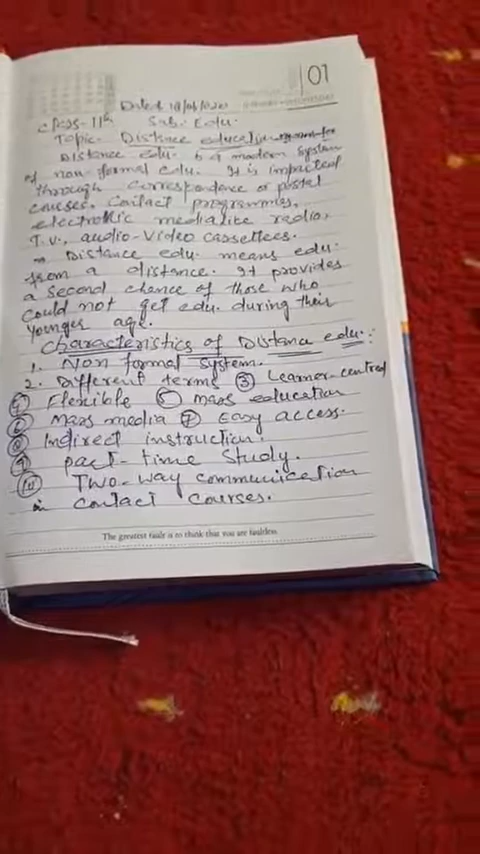 01
Dated 18/06/2020
Class-11th Sub. Edu.
Topic- Distance education
Distance edu. is a modern system
of non-formal edu. It is impacted
through correspondence or postal
courses, contact programmes,
electronic media like radio,
T.V., audio-video cassettees.
→ Distance edu. means edu.
from a distance. It provides
a second chance of those who
could not get edu. during their
younger age.
Characteristics of Distance edu.:
1. Non formal system.
2. Different terms ③ Learner-centred
④ Flexible ⑤ mass education
⑥ Mass media ⑦ Easy access.
⑧ Indirect instruction.
⑨ part-time study.
⑩ Two-way communication
in contact courses.
The greatest fault is to think that you are faultless